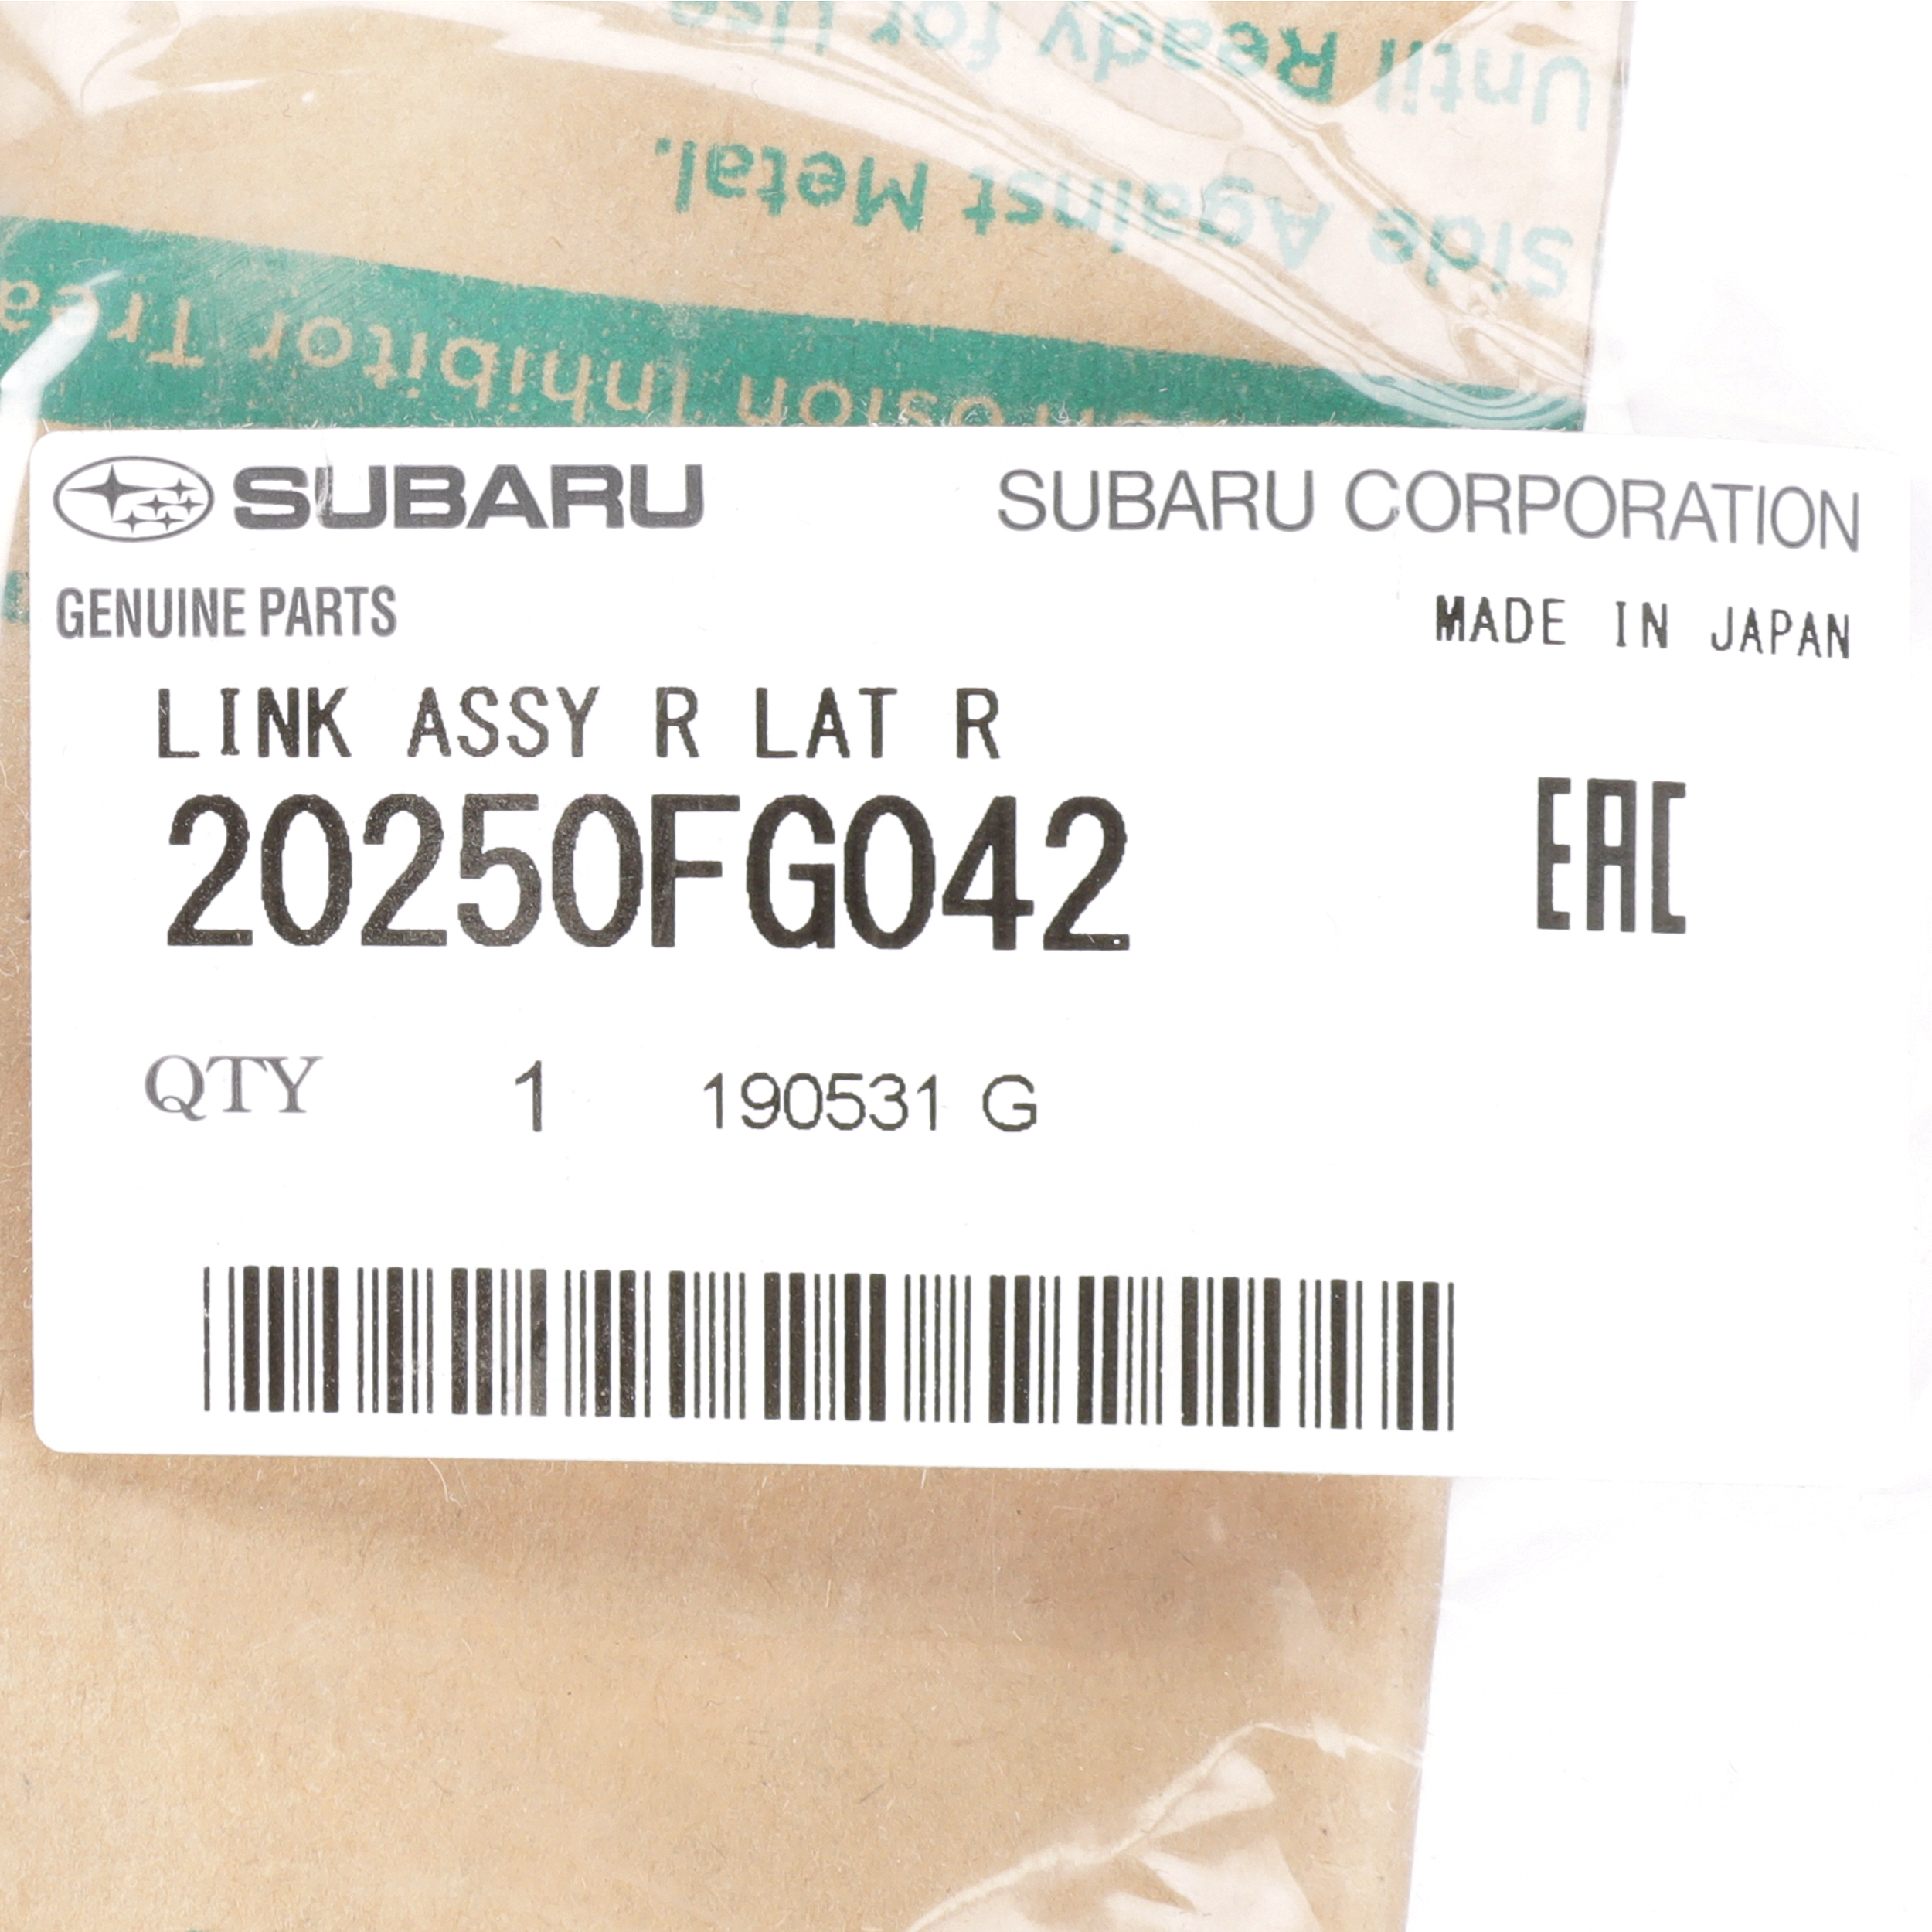 Until Ready for Use
Side Against Metal.
Inhibitor
SUBARU
SUBARU CORPORATION
GENUINE PARTS
MADE IN JAPAN
LINK ASSY R LAT R
20250FG042
EAC
QTY 1 190531 G